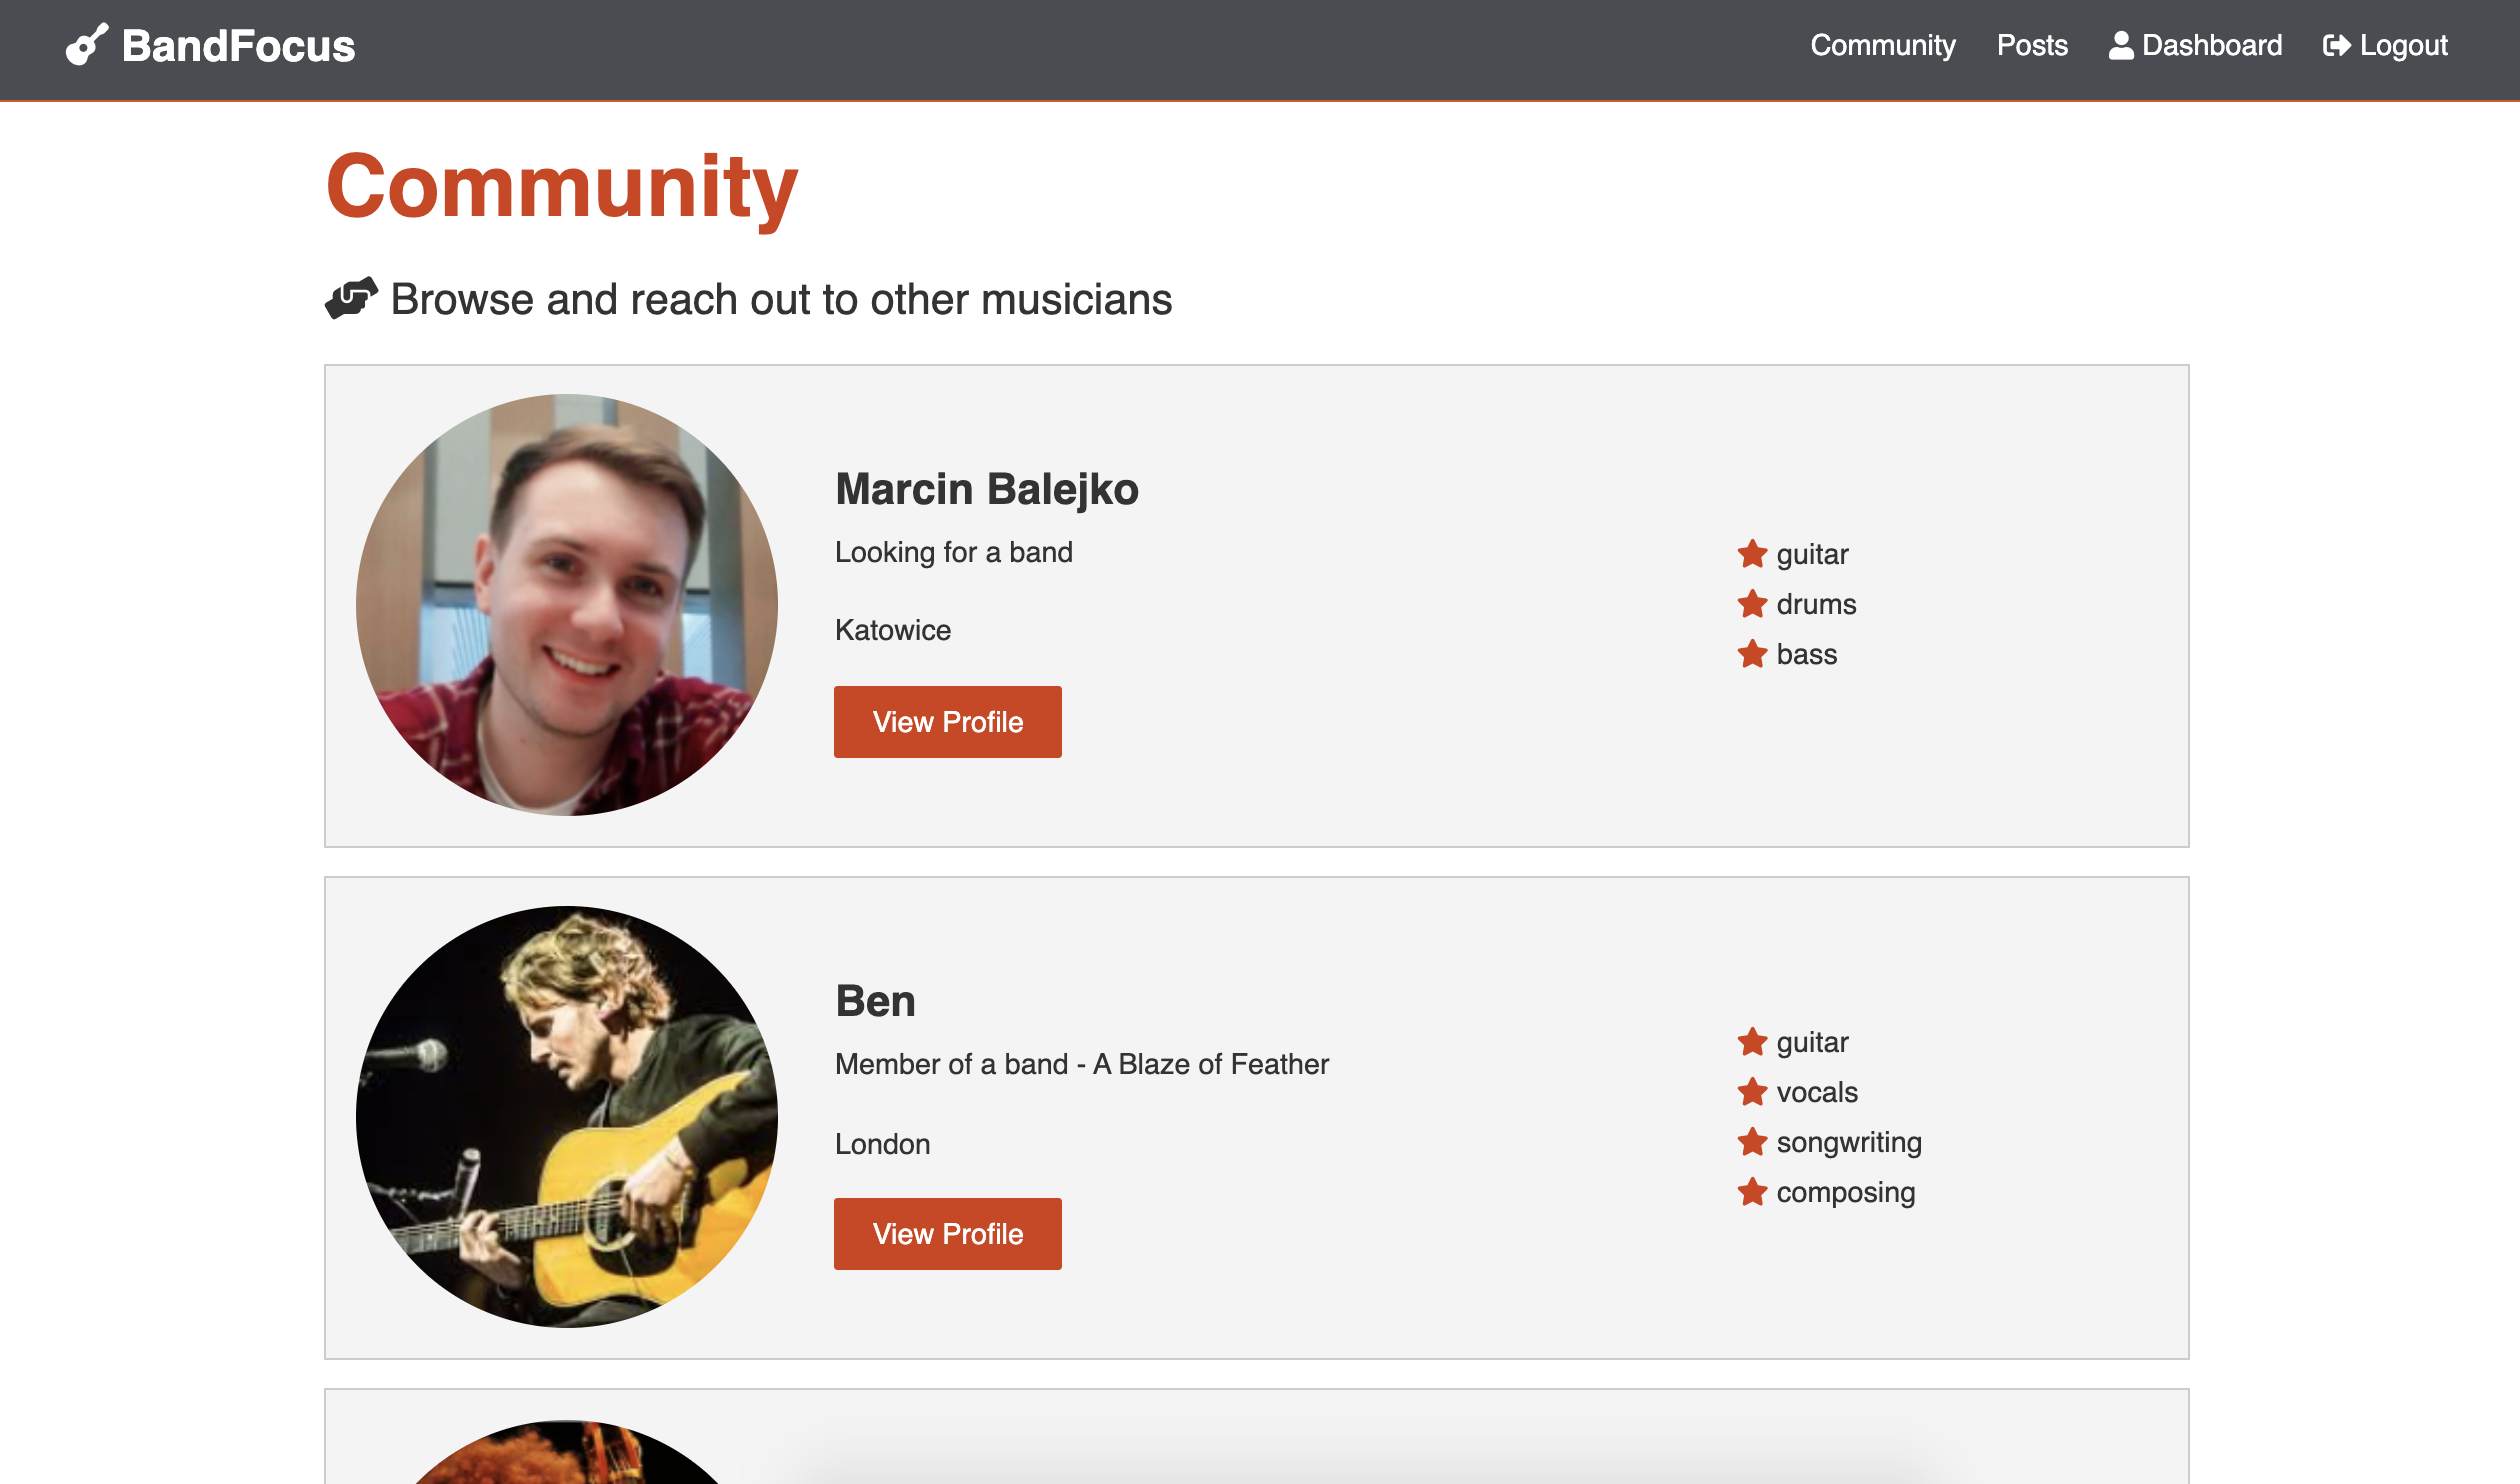 BandFocus
Community Posts Dashboard Logout
Community
Browse and reach out to other musicians
Marcin Balejko
Looking for a band
Katowice
View Profile
guitar
drums
bass
Ben
Member of a band - A Blaze of Feather
London
View Profile
guitar
vocals
songwriting
composing